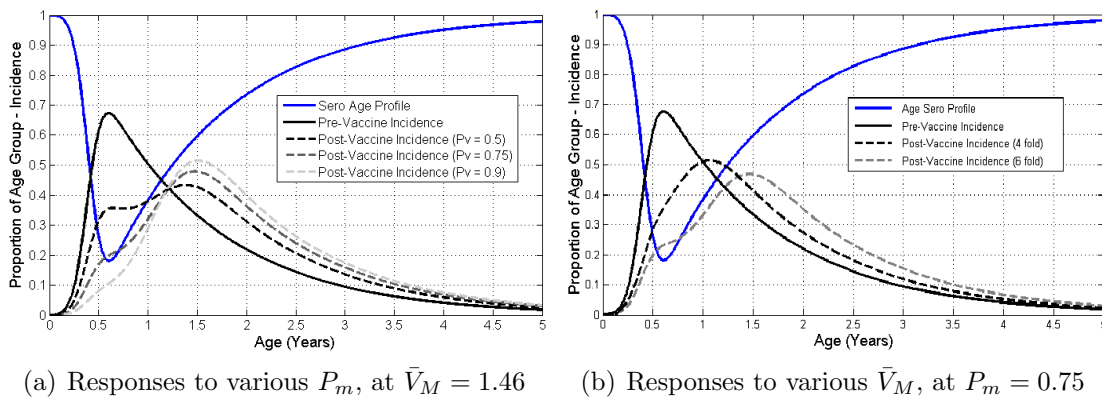 1
0.9
0.8
0.7
0.6
0.5
0.4
0.3
0.2
0.1
0
Proportion of Age Group - Incidence
Sero Age Profile
Pre-Vaccine Incidence
Post-Vaccine Incidence (Pv = 0.5)
Post-Vaccine Incidence (Pv = 0.75)
Post-Vaccine Incidence (Pv = 0.9)
0 0.5 1 1.5 2 2.5 3 3.5 4 4.5 5
Age (Years)
(a) Responses to various Pₘ, at V̄_M = 1.46
1
0.9
0.8
0.7
0.6
0.5
0.4
0.3
0.2
0.1
0
Proportion of Age Group - Incidence
Age Sero Profile
Pre-Vaccine Incidence
Post-Vaccine Incidence (4 fold)
Post-Vaccine Incidence (6 fold)
0 0.5 1 1.5 2 2.5 3 3.5 4 4.5 5
Age (Years)
(b) Responses to various V̄_M, at Pₘ = 0.75